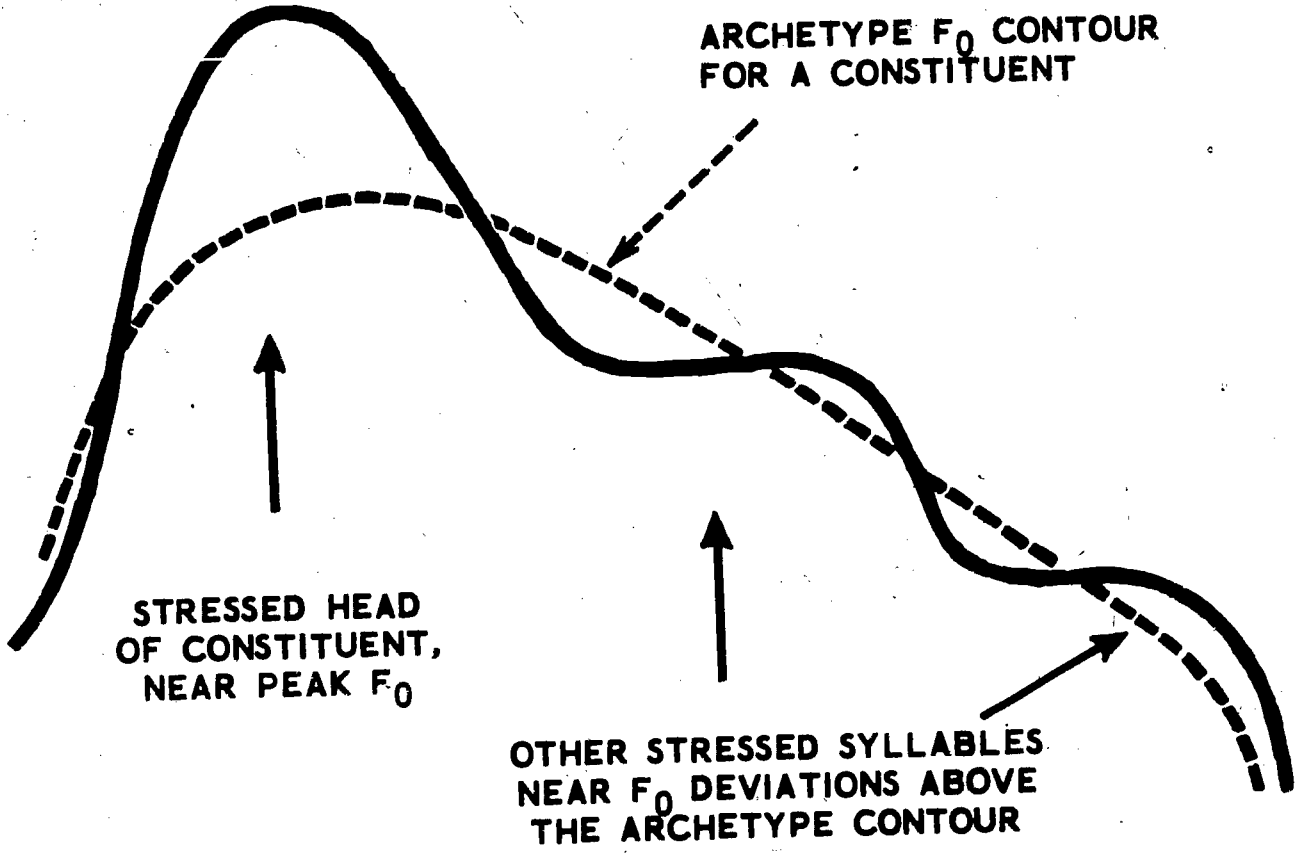 ARCHETYPE F0 CONTOUR
FOR A CONSTITUENT
STRESSED HEAD
OF CONSTITUENT,
NEAR PEAK F0
OTHER STRESSED SYLLABLES
NEAR F0 DEVIATIONS ABOVE
THE ARCHETYPE CONTOUR